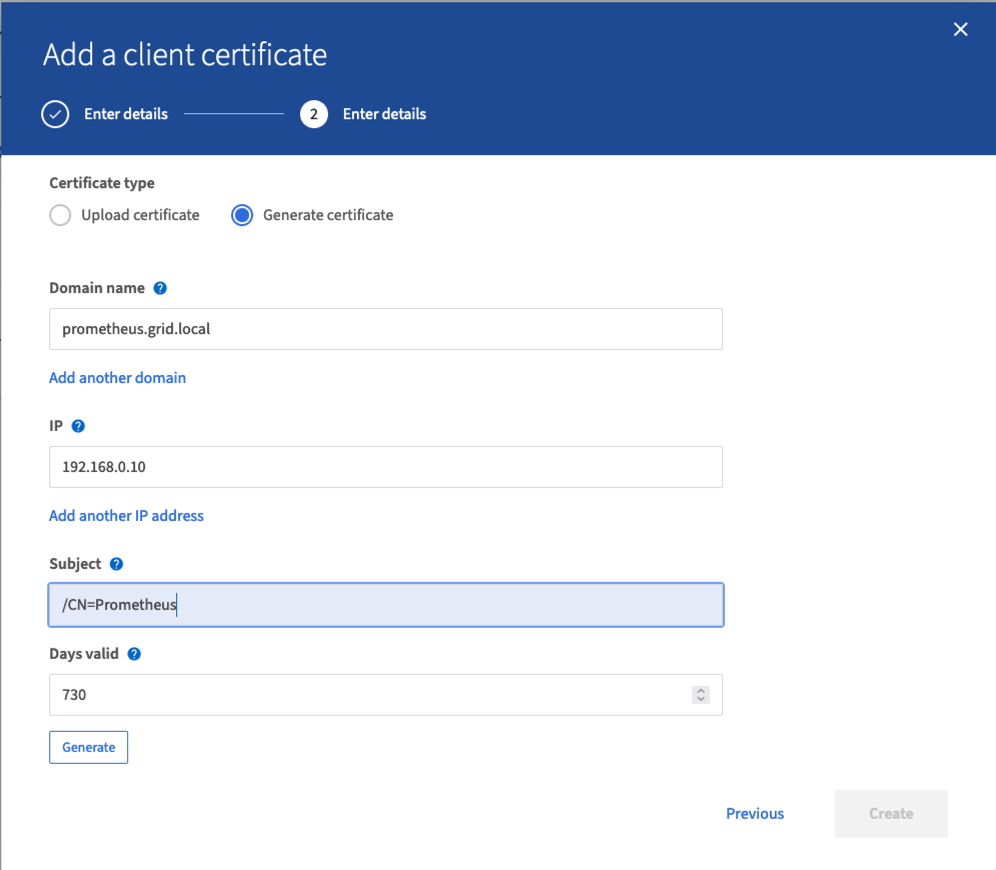 Add a client certificate
Enter details
2 Enter details
Certificate type
Upload certificate Generate certificate
Domain name ?
prometheus.grid.local
Add another domain
IP ?
192.168.0.10
Add another IP address
Subject ?
/CN=Prometheus
Days valid ?
730
Generate
Previous Create